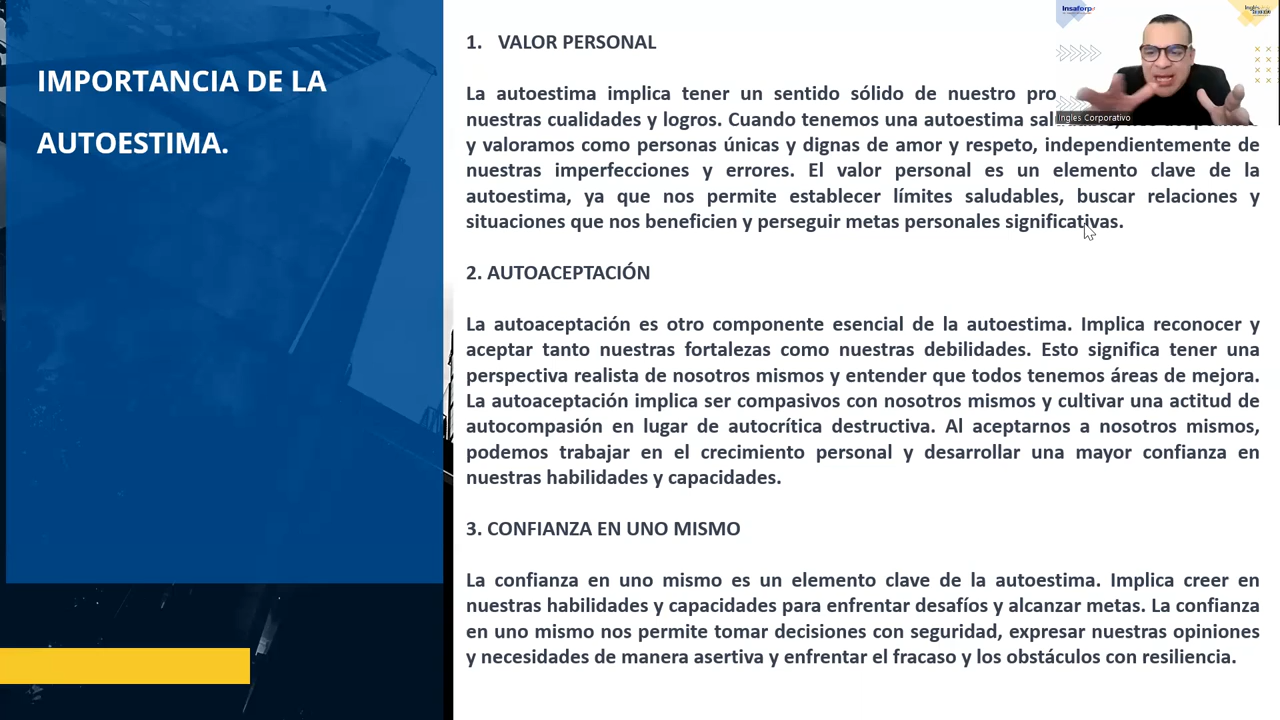 IMPORTANCIA DE LA
AUTOESTIMA.
1. VALOR PERSONAL
La autoestima implica tener un sentido sólido de nuestro pro
nuestras cualidades y logros. Cuando tenemos una autoestima
y valoramos como personas únicas y dignas de amor y respeto, independientemente de
nuestras imperfecciones y errores. El valor personal es un elemento clave de la
autoestima, ya que nos permite establecer límites saludables, buscar relaciones y
situaciones que nos beneficien y perseguir metas personales significativas.
2. AUTOACEPTACIÓN
La autoaceptación es otro componente esencial de la autoestima. Implica reconocer y
aceptar tanto nuestras fortalezas como nuestras debilidades. Esto significa tener una
perspectiva realista de nosotros mismos y entender que todos tenemos áreas de mejora.
La autoaceptación implica ser compasivos con nosotros mismos y cultivar una actitud de
autocompasión en lugar de autocrítica destructiva. Al aceptarnos a nosotros mismos,
podemos trabajar en el crecimiento personal y desarrollar una mayor confianza en
nuestras habilidades y capacidades.
3. CONFIANZA EN UNO MISMO
La confianza en uno mismo es un elemento clave de la autoestima. Implica creer en
nuestras habilidades y capacidades para enfrentar desafíos y alcanzar metas. La confianza
en uno mismo nos permite tomar decisiones con seguridad, expresar nuestras opiniones
y necesidades de manera asertiva y enfrentar el fracaso y los obstáculos con resiliencia.
Insaforp
Ingles Corporativo